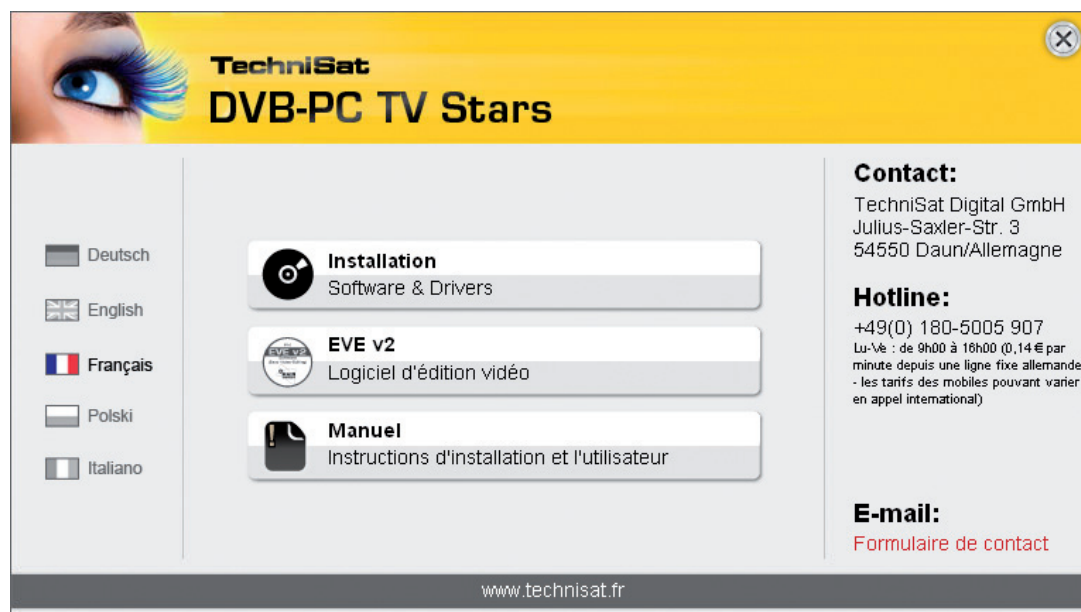 TechniSat
DVB-PC TV Stars
Deutsch
English
Français
Polski
Italiano
Installation
Software & Drivers
EVE v2
EVE v2
Logiciel d'édition vidéo
Manuel
Instructions d'installation et l'utilisateur
Contact:
TechniSat Digital GmbH
Julius-Saxler-Str. 3
54550 Daun/Allemagne
Hotline:
+49(0) 180-5005 907
Lu-Ve : de 9h00 à 16h00 (0,14 € par
minute depuis une ligne fixe allemande
- les tarifs des mobiles pouvant varier
en appel international)
E-mail:
Formulaire de contact
www.technisat.fr